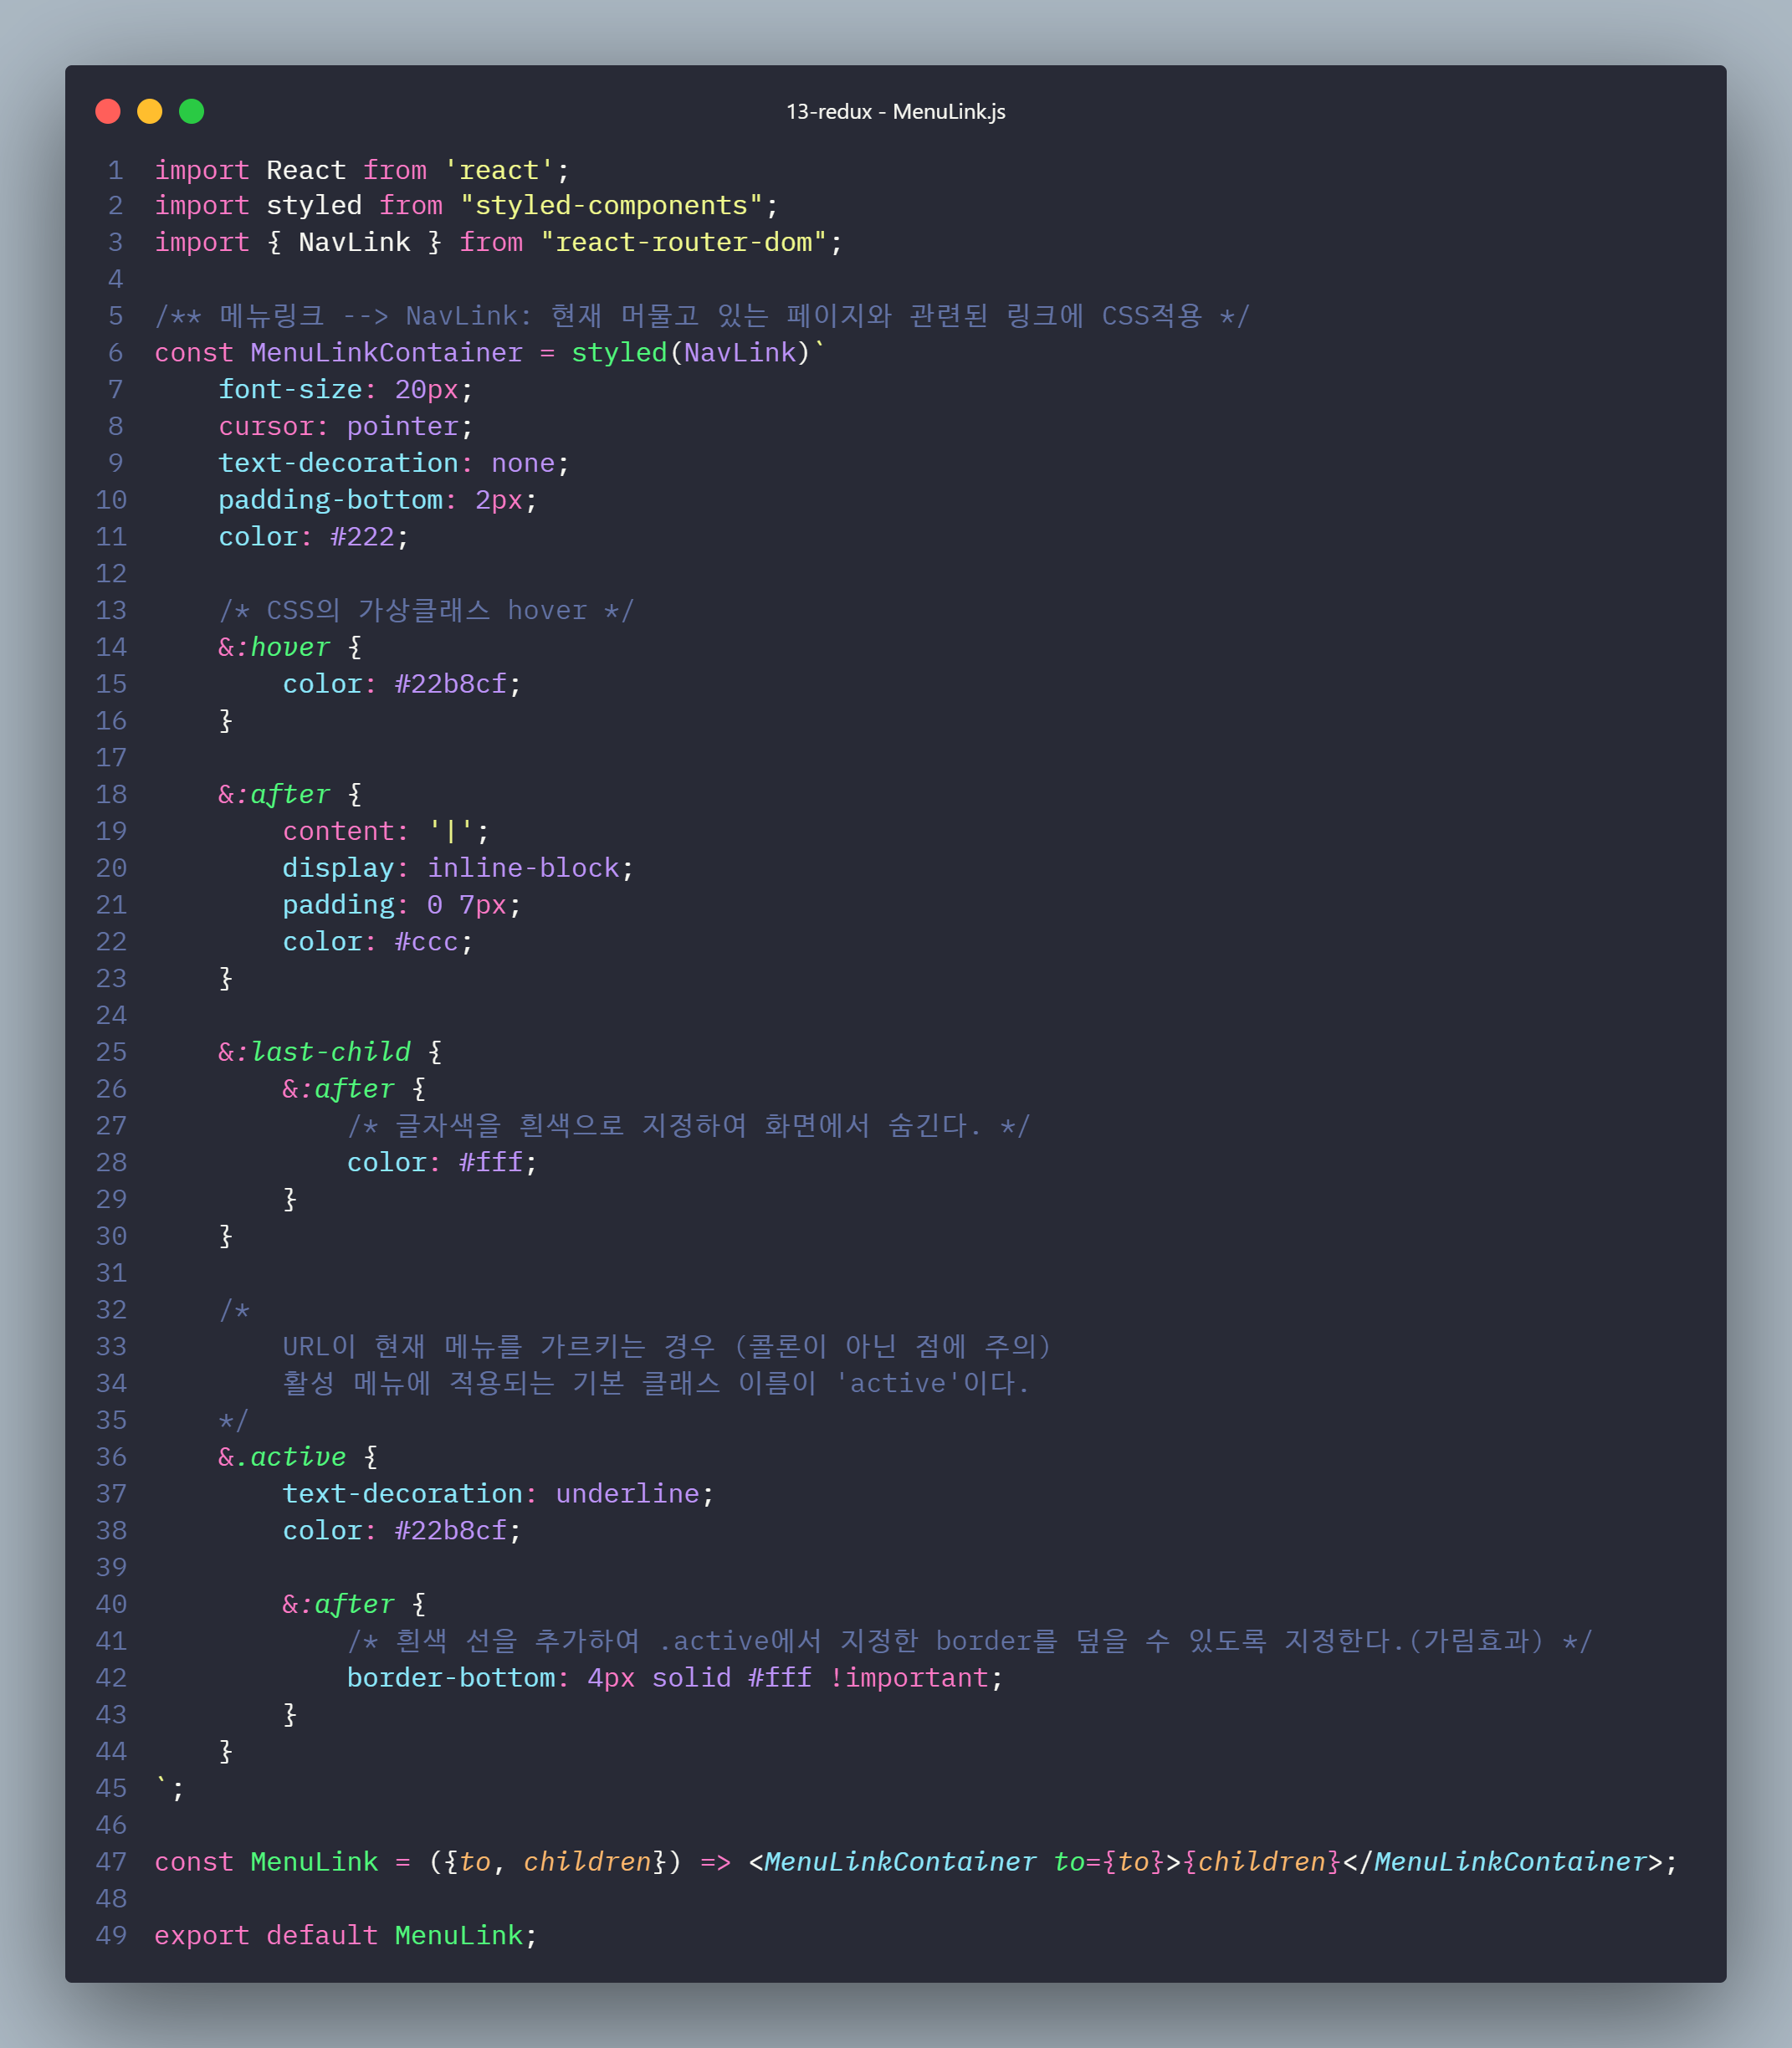 13-redux - MenuLink.js
1 import React from 'react';
2 import styled from "styled-components";
3 import { NavLink } from "react-router-dom";
4
5 /** 메뉴링크 --> NavLink: 현재 머물고 있는 페이지와 관련된 링크에 CSS적용 */
6 const MenuLinkContainer = styled(NavLink)`
7     font-size: 20px;
8     cursor: pointer;
9     text-decoration: none;
10     padding-bottom: 2px;
11     color: #222;
12
13     /* CSS의 가상클래스 hover */
14     &:hover {
15         color: #22b8cf;
16     }
17
18     &:after {
19         content: '|';
20         display: inline-block;
21         padding: 0 7px;
22         color: #ccc;
23     }
24
25     &:last-child {
26         &:after {
27             /* 글자색을 흰색으로 지정하여 화면에서 숨긴다. */
28             color: #fff;
29         }
30     }
31
32     /*
33         URL이 현재 메뉴를 가르키는 경우 (콜론이 아닌 점에 주의)
34         활성 메뉴에 적용되는 기본 클래스 이름이 'active'이다.
35     */
36     &.active {
37         text-decoration: underline;
38         color: #22b8cf;
39
40         &:after {
41             /* 흰색 선을 추가하여 .active에서 지정한 border를 덮을 수 있도록 지정한다.(가림효과) */
42             border-bottom: 4px solid #fff !important;
43         }
44     }
45 `;
46
47 const MenuLink = ({to, children}) => <MenuLinkContainer to={to}>{children}</MenuLinkContainer>;
48
49 export default MenuLink;